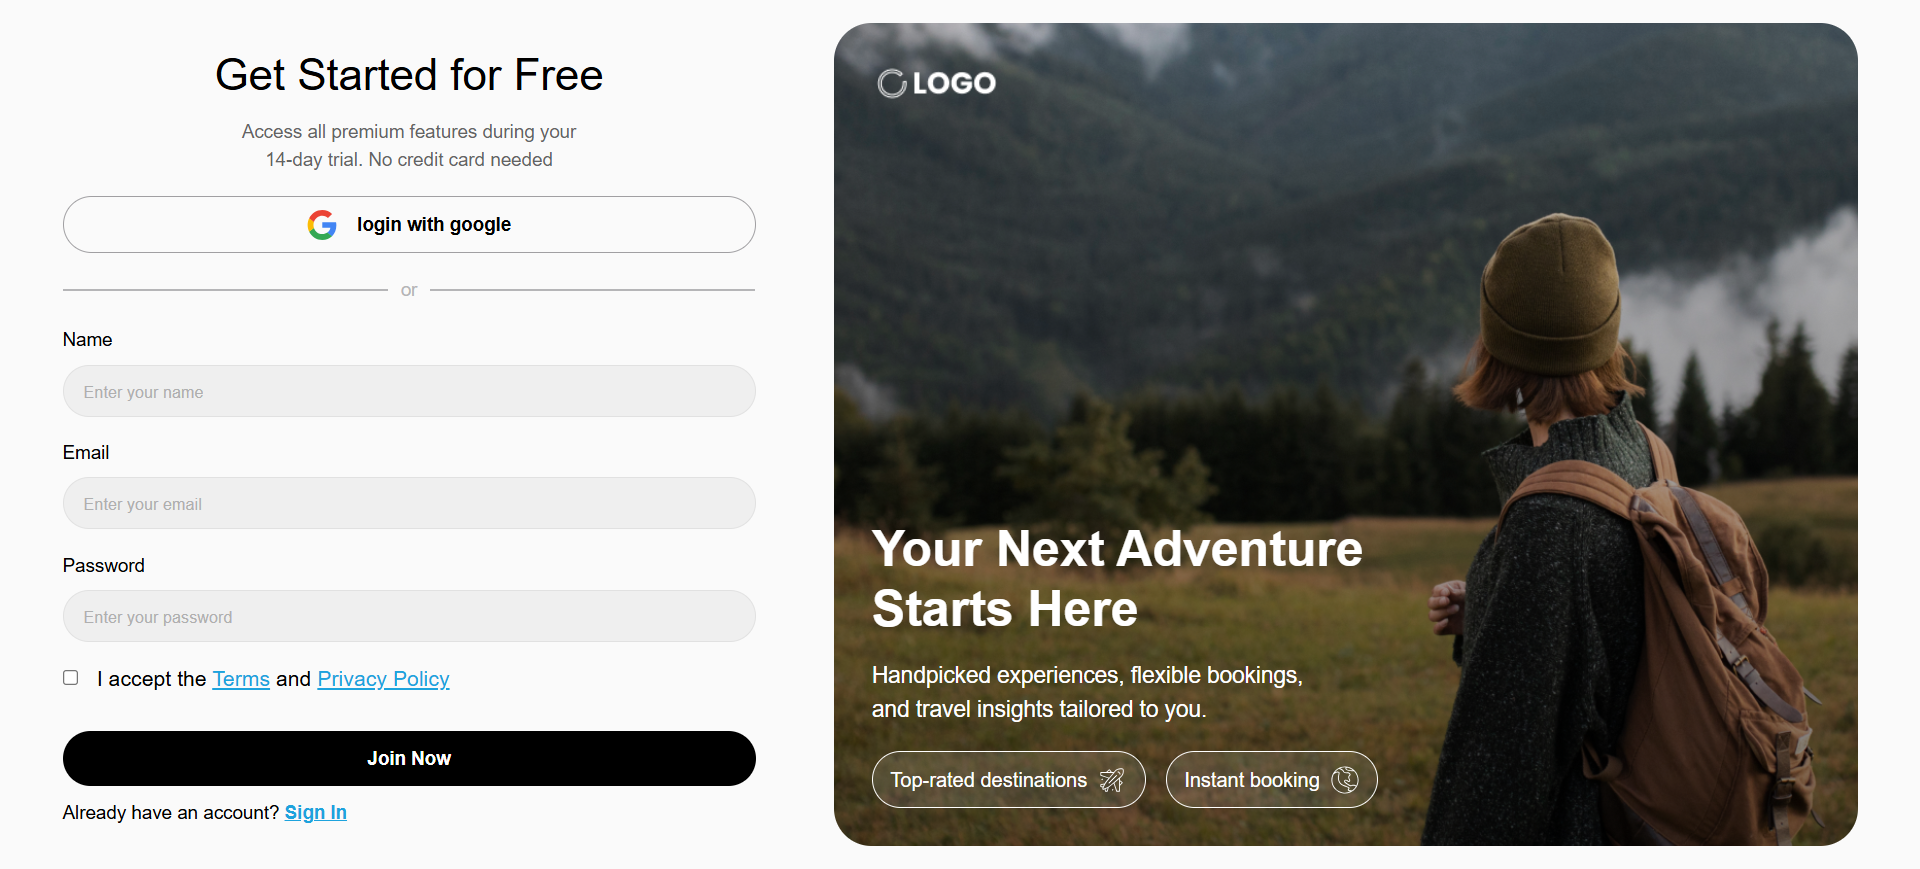 Get Started for Free
Access all premium features during your
14-day trial. No credit card needed
login with google
or
Name
Enter your name
Email
Enter your email
Password
Enter your password
I accept the Terms and Privacy Policy
Join Now
Already have an account? Sign In
LOGO
Your Next Adventure
Starts Here
Handpicked experiences, flexible bookings,
and travel insights tailored to you.
Top-rated destinations
Instant booking